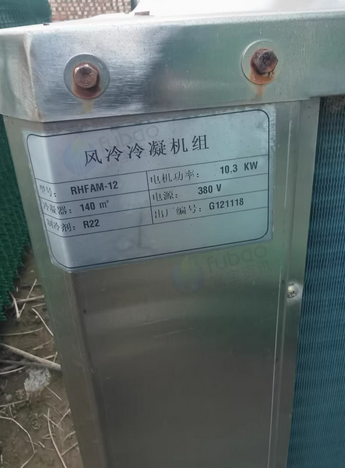 风冷冷凝机组
型号: RHFAM-12 电机功率: 10.3 KW
冷凝器: 140 ㎡ 电源: 380 V
制冷剂: R22 出厂编号: G121118
FUDAO